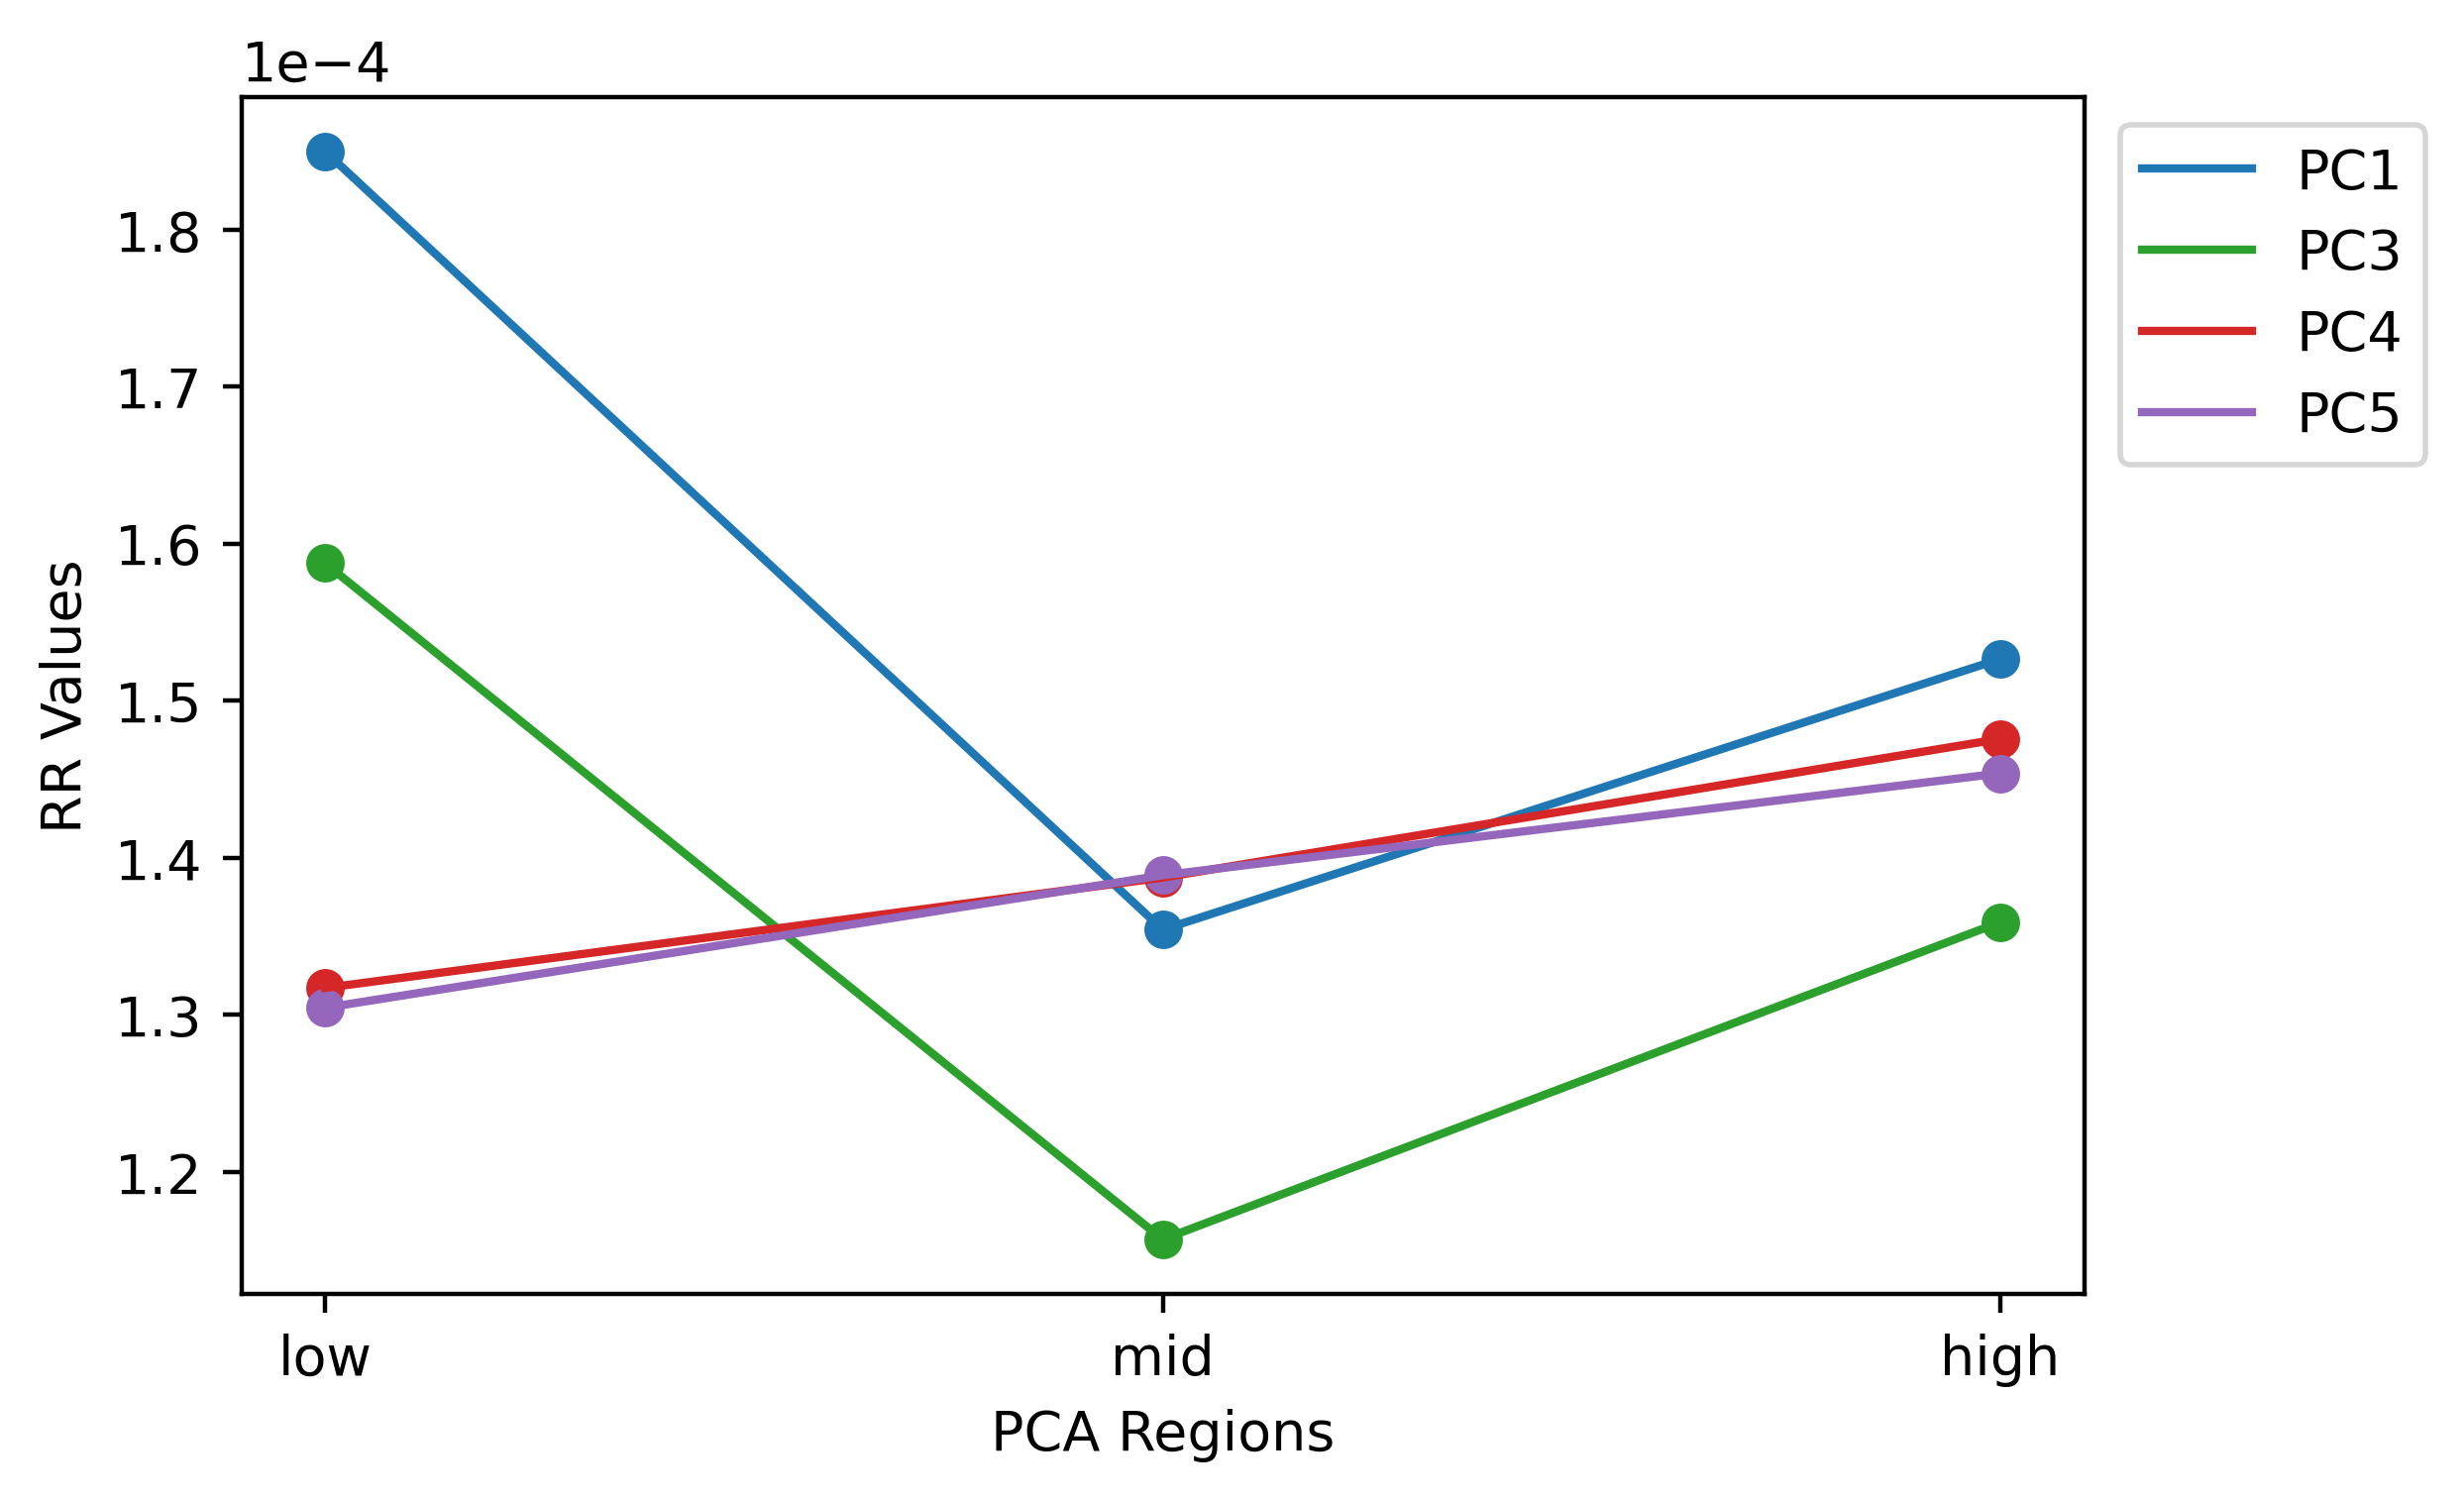 1e−4
1.8
1.7
1.6
1.5
1.4
1.3
1.2
RR Values
low
mid
high
PCA Regions
PC1
PC3
PC4
PC5